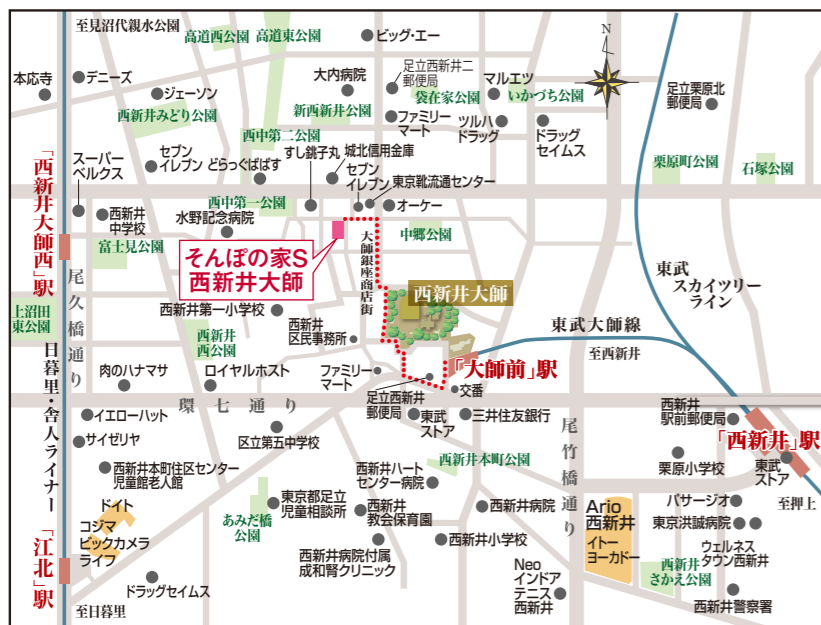 至見沼代親水公園
高道西公園
高道東公園
ビッグ・エー
N
本応寺
デニーズ
ジェーソン
大内病院
足立西新井二
郵便局
マルエツ
足立栗原北
郵便局
西新井みどり公園
新西新井公園
袋在家公園
いかづち公園
ファミリー
マート
ツルハ
ドラッグ
ドラッグ
セイムス
西中第二公園
スーパー
ベルクス
セブン
イレブン
どらっぐぱぱす
すし銚子丸
城北信用金庫
セブン
イレブン
東京靴流通センター
栗原町公園
石塚公園
「西新井大師西」駅
西新井
中学校
西中第一公園
水野記念病院
オーケー
富士見公園
中郷公園
そんぽの家S
西新井大師
大師銀座商店街
尾久橋通り
西新井大師
東武
スカイツリー
ライン
上沼田
東公園
西新井第一小学校
西新井
西公園
西新井
区民事務所
東武大師線
至西新井
日暮里・舎人ライナー
肉のハナマサ
ロイヤルホスト
ファミリー
マート
「大師前」駅
環七通り
足立西新井
郵便局
交番
イエローハット
東武
ストア
三井住友銀行
尾竹橋通り
西新井
駅前郵便局
サイゼリヤ
区立第五中学校
「西新井」駅
西新井本町住区センター
児童館老人館
西新井ハート
センター病院
西新井本町公園
栗原小学校
東武
ストア
ドイト
コジマ
ビックカメラ
ライフ
あみだ橋
公園
東京都足立
児童相談所
西新井
教会保育園
西新井病院
Ario
西新井
イトー
ヨーカドー
パサージオ
至押上
東京洪誠病院
「江北」駅
西新井病院付属
成和腎クリニック
西新井小学校
ウェルネス
タウン西新井
西新井
さかえ公園
ドラッグセイムス
Neo
インドア
テニス
西新井
西新井警察署
至日暮里